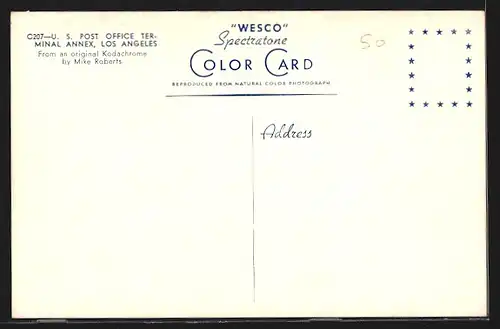 C207—U. S. POST OFFICE TER-
MINAL ANNEX, LOS ANGELES
From an original Kodachrome
by Mike Roberts
"WESCO"
Spectratone
COLOR CARD
REPRODUCED FROM NATURAL COLOR PHOTOGRAPH
50
Address